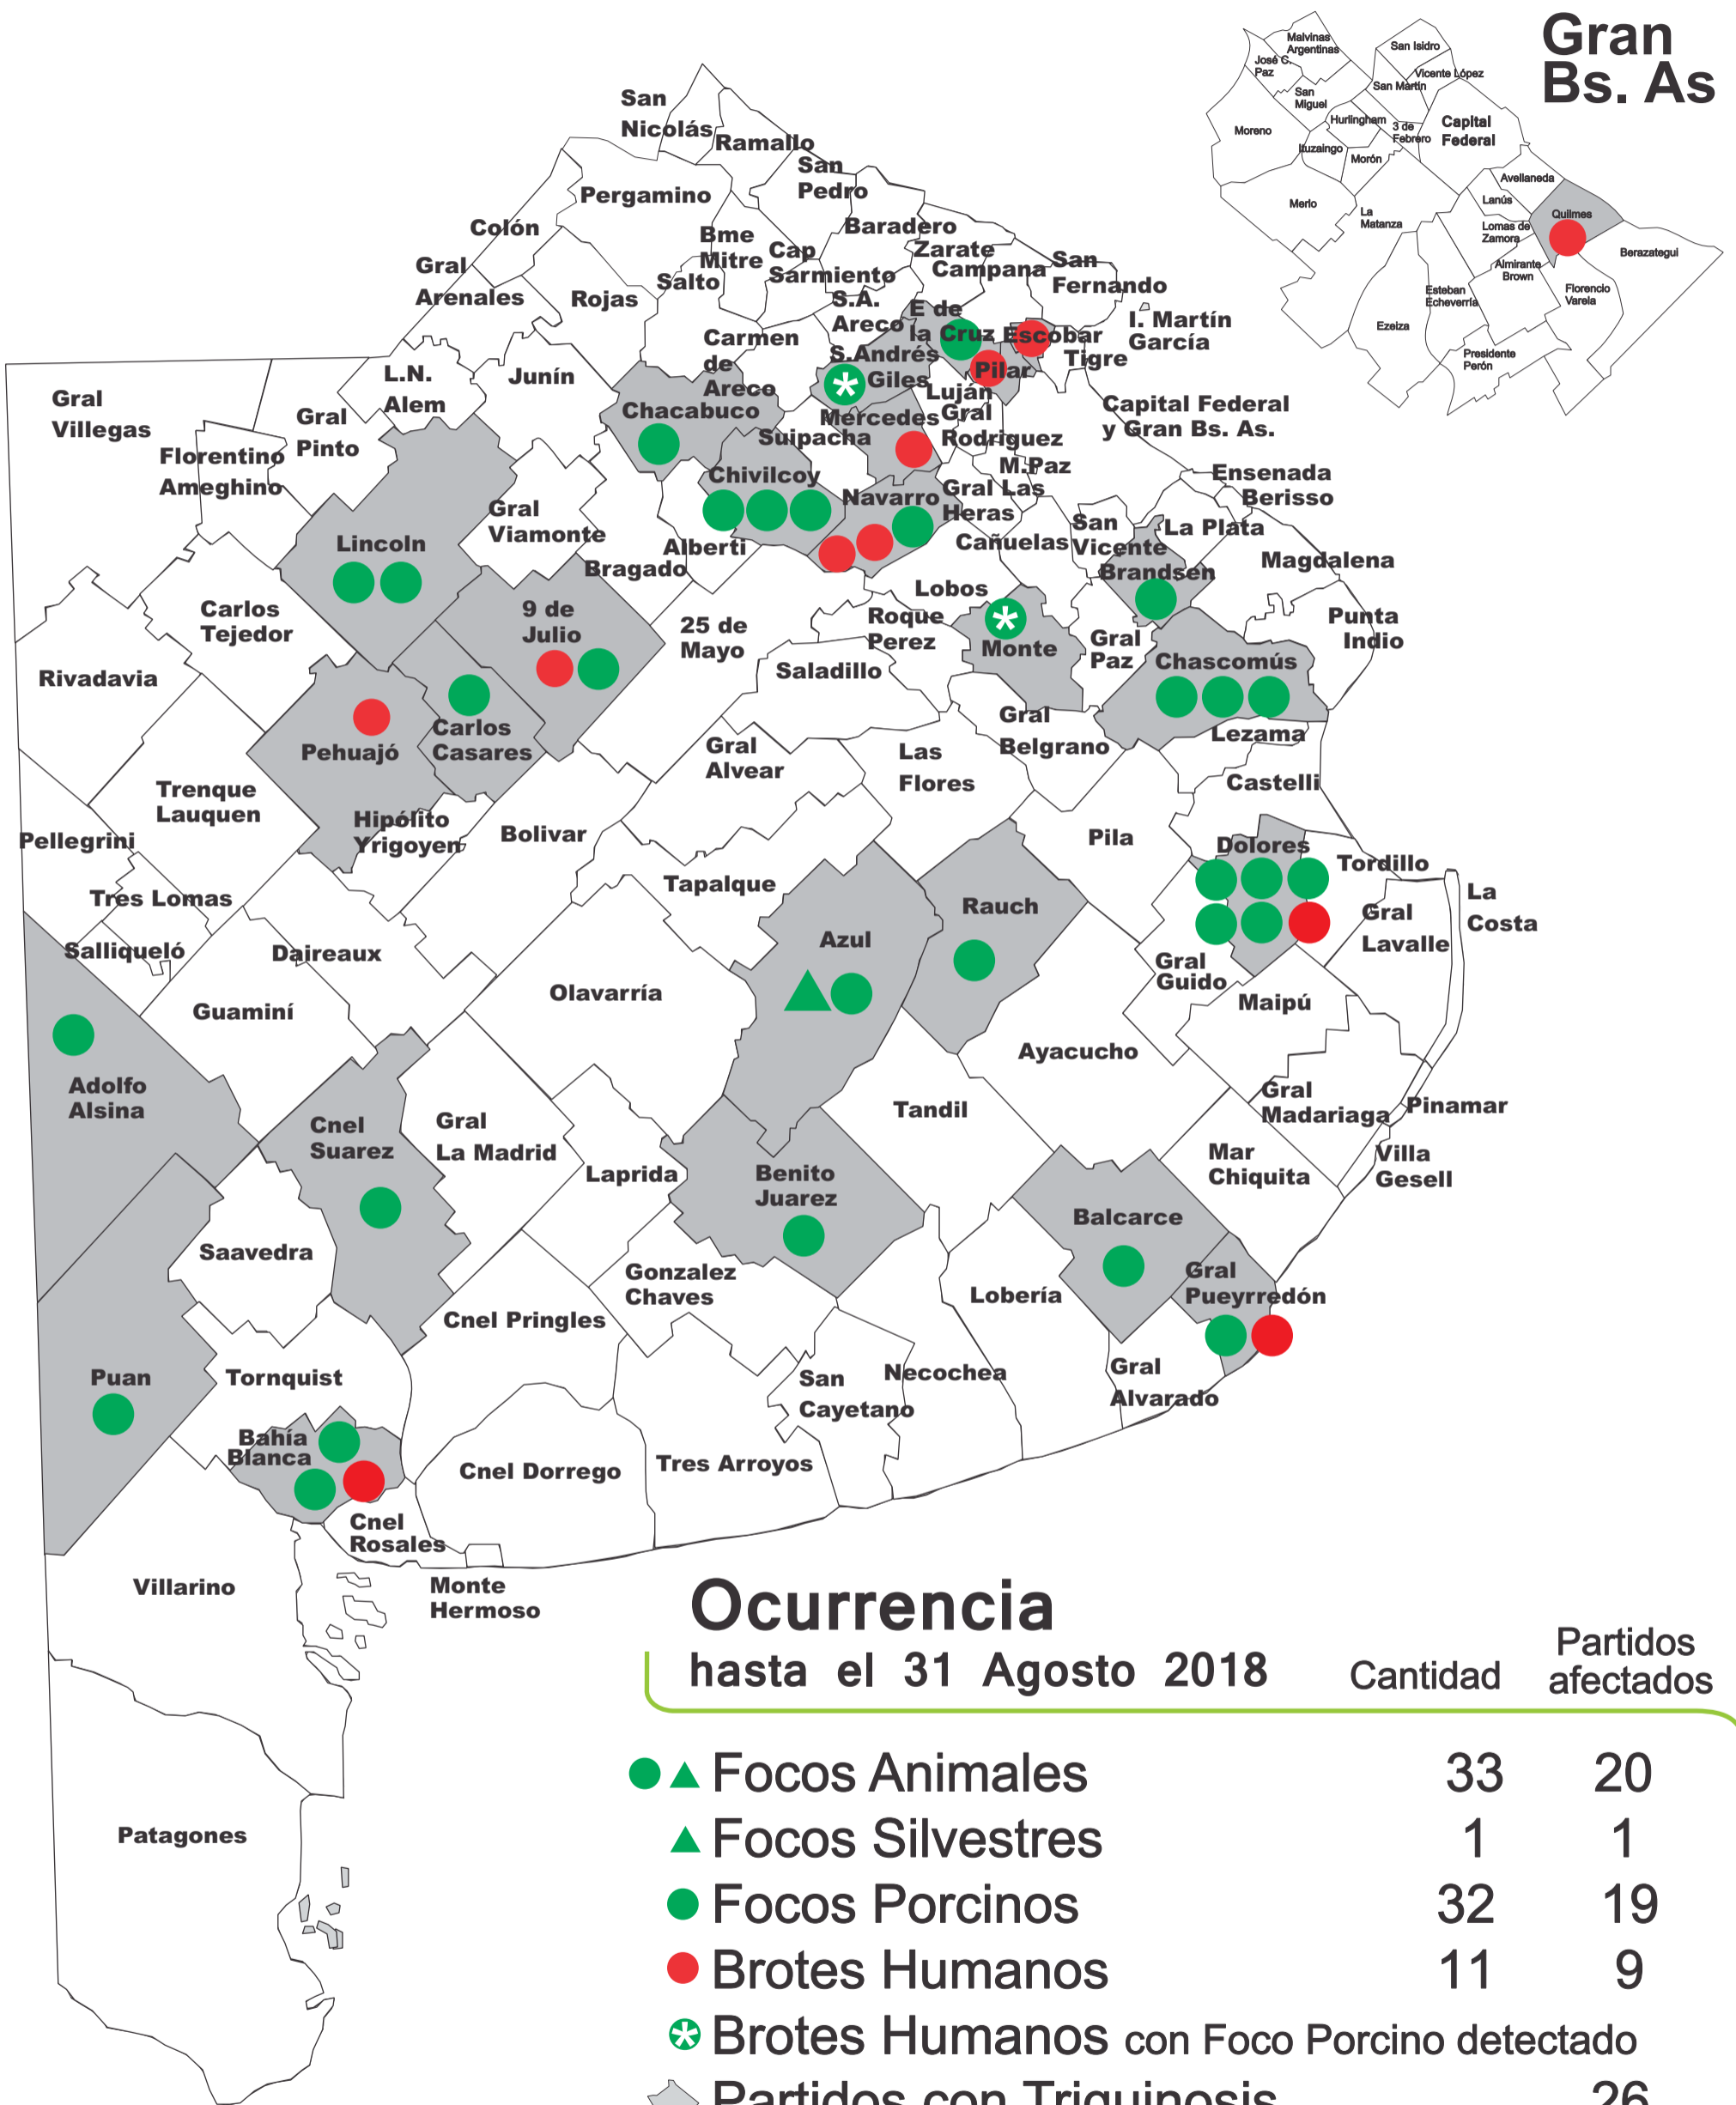 Gran
Bs. As
Malvinas
Argentinas
José C.
Paz
San Isidro
Vicente López
San Martín
San
Miguel
Hurlingham
3 de
Febrero
Capital
Federal
Moreno
Ituzaingo
Morón
Avellaneda
Lanús
Merlo
La
Matanza
Quilmes
Lomas de
Zamora
Berazategui
Almirante
Brown
Esteban
Echeverría
Florencio
Varela
Ezeiza
Presidente
Perón
San
Nicolás
Ramallo
San
Pedro
Pergamino
Colón
Baradero
Bme
Mitre
Cap
Sarmiento
Zarate
Campana
San
Fernando
Gral
Arenales
Rojas
Salto
S.A.
Areco
E de
la Cruz
Escobar
I. Martín
García
Tigre
Carmen
de
Areco
S.Andrés
Giles
Pilar
L.N.
Alem
Junín
Luján
Gral
Villegas
Gral
Pinto
Chacabuco
Mercedes
Gral
Rodriguez
Capital Federal
y Gran Bs. As.
Suipacha
Florentino
Ameghino
M.Paz
Chivilcoy
Ensenada
Berisso
Gral
Viamonte
Navarro
Gral Las
Heras
San
Vicente
La Plata
Lincoln
Alberti
Cañuelas
Magdalena
Bragado
Brandsen
Lobos
Carlos
Tejedor
9 de
Julio
25 de
Mayo
Roque
Perez
Monte
Gral
Paz
Punta
Indio
Rivadavia
Saladillo
Chascomús
Pehuajó
Carlos
Casares
Gral
Belgrano
Lezama
Gral
Alvear
Las
Flores
Castelli
Trenque
Lauquen
Hipólito
Yrigoyen
Bolivar
Pila
Pellegrini
Dolores
Tordillo
Tres Lomas
Tapalque
Rauch
Gral
Lavalle
La
Costa
Salliqueló
Daireaux
Azul
Gral
Guido
Maipú
Guaminí
Olavarría
Ayacucho
Adolfo
Alsina
Cnel
Suarez
Gral
La Madrid
Tandil
Gral
Madariaga
Pinamar
Laprida
Benito
Juarez
Mar
Chiquita
Villa
Gesell
Saavedra
Balcarce
Gonzalez
Chaves
Lobería
Gral
Pueyrredón
Cnel Pringles
Puan
Tornquist
San
Cayetano
Necochea
Gral
Alvarado
Bahía
Blanca
Cnel Dorrego
Tres Arroyos
Cnel
Rosales
Villarino
Monte
Hermoso
Patagones
Ocurrencia
hasta el 31 Agosto 2018 Cantidad Partidos
afectados
Focos Animales 33 20
Focos Silvestres 1 1
Focos Porcinos 32 19
Brotes Humanos 11 9
Brotes Humanos con Foco Porcino detectado
Partidos con Triquinosis 26